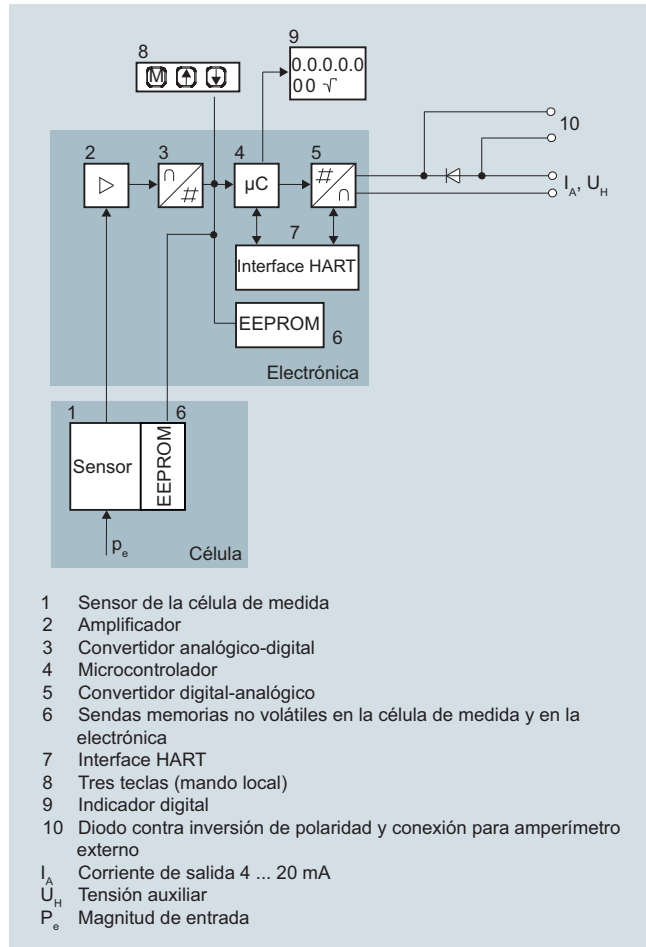 8
9
M
0.0.0.0.0
00 √
10
2
3
4
5
∩
#
µC
#
∩
I_A, U_H
7
Interface HART
EEPROM
6
Electrónica
1
6
Sensor
EEPROM
p_e
Célula
1 Sensor de la célula de medida
2 Amplificador
3 Convertidor analógico-digital
4 Microcontrolador
5 Convertidor digital-analógico
6 Sendas memorias no volátiles en la célula de medida y en la
electrónica
7 Interface HART
8 Tres teclas (mando local)
9 Indicador digital
10 Diodo contra inversión de polaridad y conexión para amperímetro
externo
I_A Corriente de salida 4 ... 20 mA
U_H Tensión auxiliar
P_e Magnitud de entrada